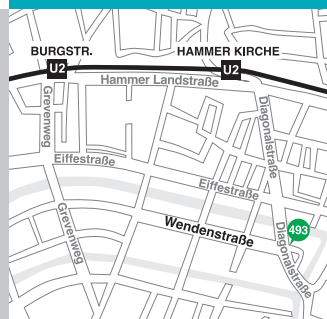 BURGSTR. HAMMER KIRCHE
U2 U2
Hammer Landstraße
Grevenweg
Diagonalstraße
Eiffestraße
Eiffestraße
Grevenweg
Wendenstraße
493
Diagonalstraße